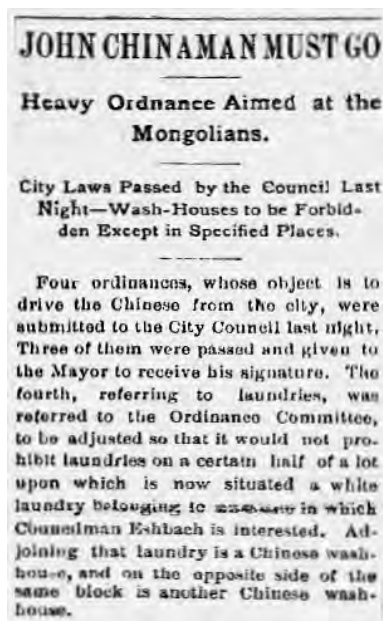 JOHN CHINAMAN MUST GO
Heavy Ordnance Aimed at the
Mongolians.
City Laws Passed by the Council Last
Night—Wash-Houses to be Forbid-
den Except in Specified Places.
Four ordinances, whose object is to
drive the Chinese from the city, were
submitted to the City Council last night.
Three of them were passed and given to
the Mayor to receive his signature. The
fourth, referring to laundries, was
referred to the Ordinance Committee,
to be adjusted so that it would not pro-
hibit laundries on a certain half of a lot
upon which is now situated a white
laundry belonging to in which
Councilman Eshbach is interested. Ad-
joining that laundry is a Chinese wash-
house, and on the opposite side of the
same block is another Chinese wash-
house.